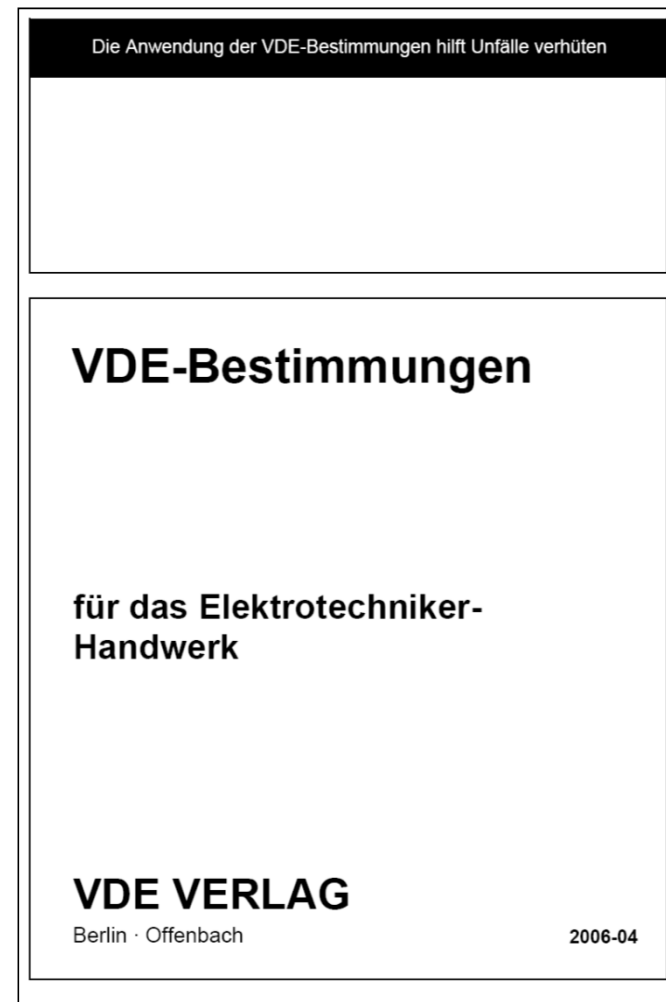 Die Anwendung der VDE-Bestimmungen hilft Unfälle verhüten
VDE-Bestimmungen
für das Elektrotechniker-
Handwerk
VDE VERLAG
Berlin · Offenbach
2006-04